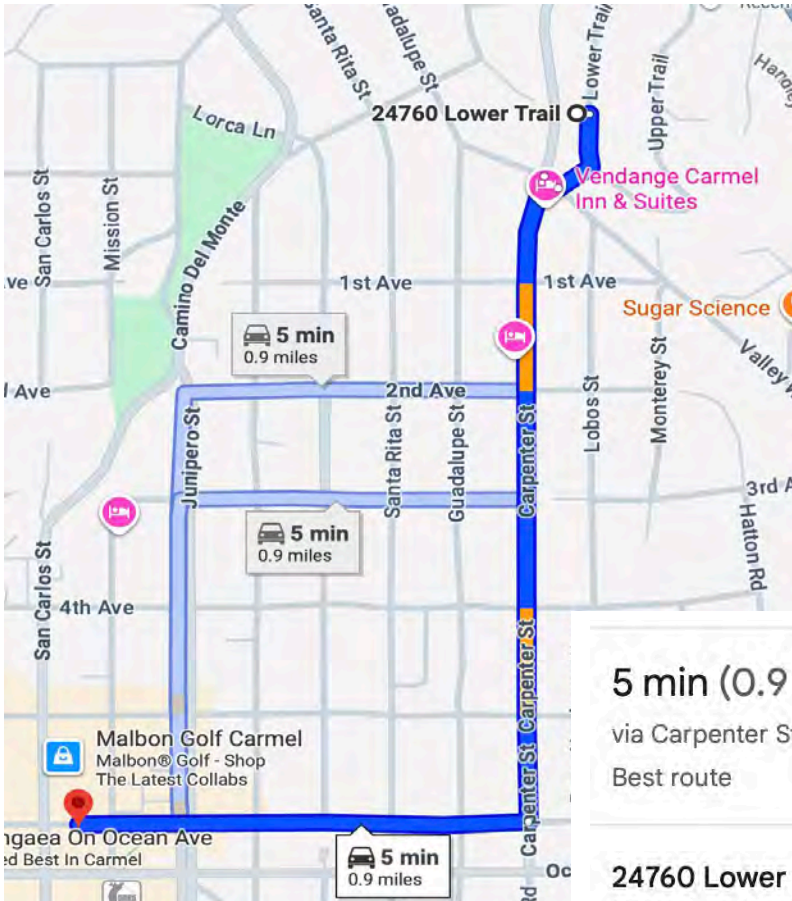 Lower Trail
Santa Rita St
Guadalupe St
Upper Trail
24760 Lower Trail
Lorca Ln
Vendange Carmel
Inn & Suites
San Carlos St
Mission St
Camino Del Monte
1st Ave
1st Ave
Sugar Science
5 min
0.9 miles
Ave
2nd Ave
Valley
Junipero St
Santa Rita St
Guadalupe St
Carpenter St
Lobos St
Monterey St
3rd A
5 min
0.9 miles
Hatton Rd
San Carlos St
4th Ave
Carpenter St
5 min (0.9
via Carpenter St
Best route
Malbon Golf Carmel
Malbon® Golf - Shop
The Latest Collabs
Carpenter St
ngaea On Ocean Ave
ed Best In Carmel
5 min
0.9 miles
Oc
Rd
24760 Lower